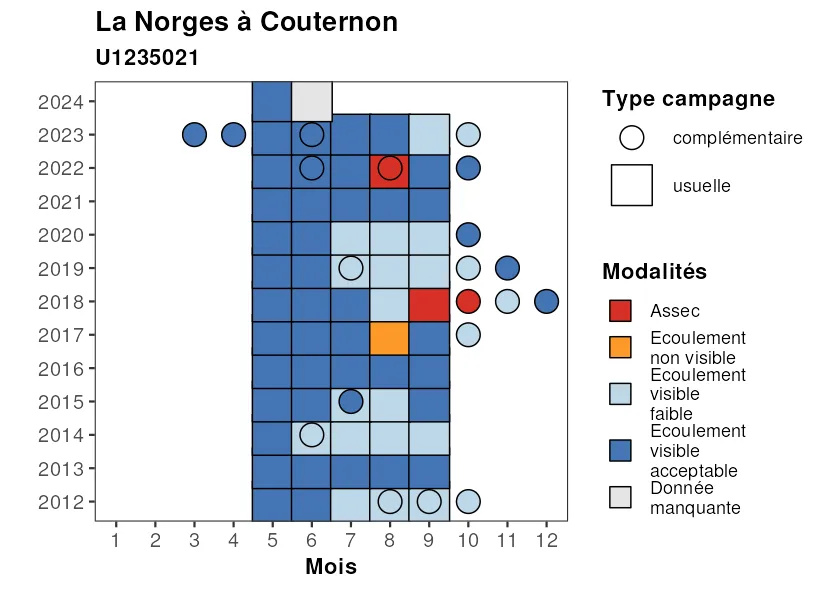 La Norges à Couternon
U1235021
2024
2023
2022
2021
2020
2019
2018
2017
2016
2015
2014
2013
2012
1 2 3 4 5 6 7 8 9 10 11 12
Mois
Type campagne
complémentaire
usuelle
Modalités
Assec
Ecoulement
non visible
Ecoulement
visible
faible
Ecoulement
visible
acceptable
Donnée
manquante